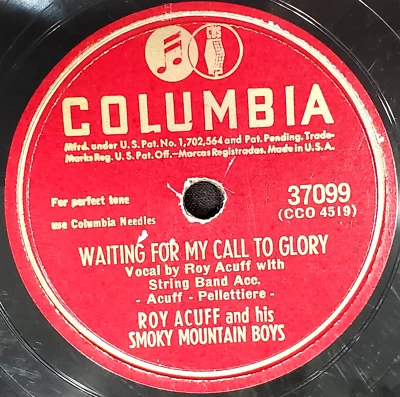 CBS
COLUMBIA
Mfrd. under U.S. Pat. No. 1,702,564 and Pat. Pending. Trade-
Marks Reg. U.S. Pat. Off.—Marcas Registradas. Made in U.S.A.
For perfect tone
use Columbia Needles
37099
(CCO 4519)
WAITING FOR MY CALL TO GLORY
Vocal by Roy Acuff with
String Band Acc.
- Acuff - Pellettiere -
ROY ACUFF and his
SMOKY MOUNTAIN BOYS